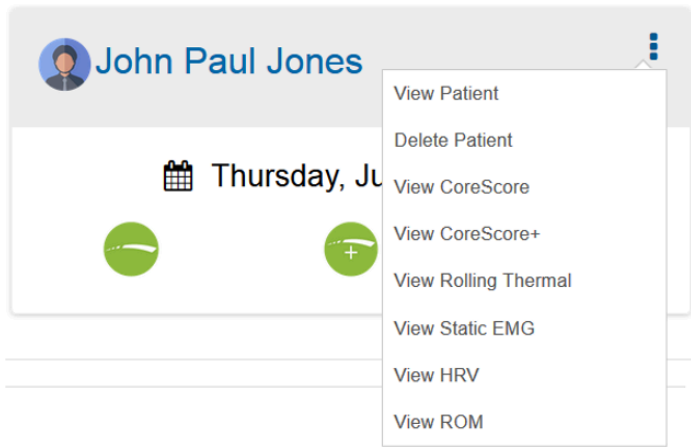 John Paul Jones
View Patient
Delete Patient
Thursday, Ju
View CoreScore
View CoreScore+
View Rolling Thermal
View Static EMG
View HRV
View ROM